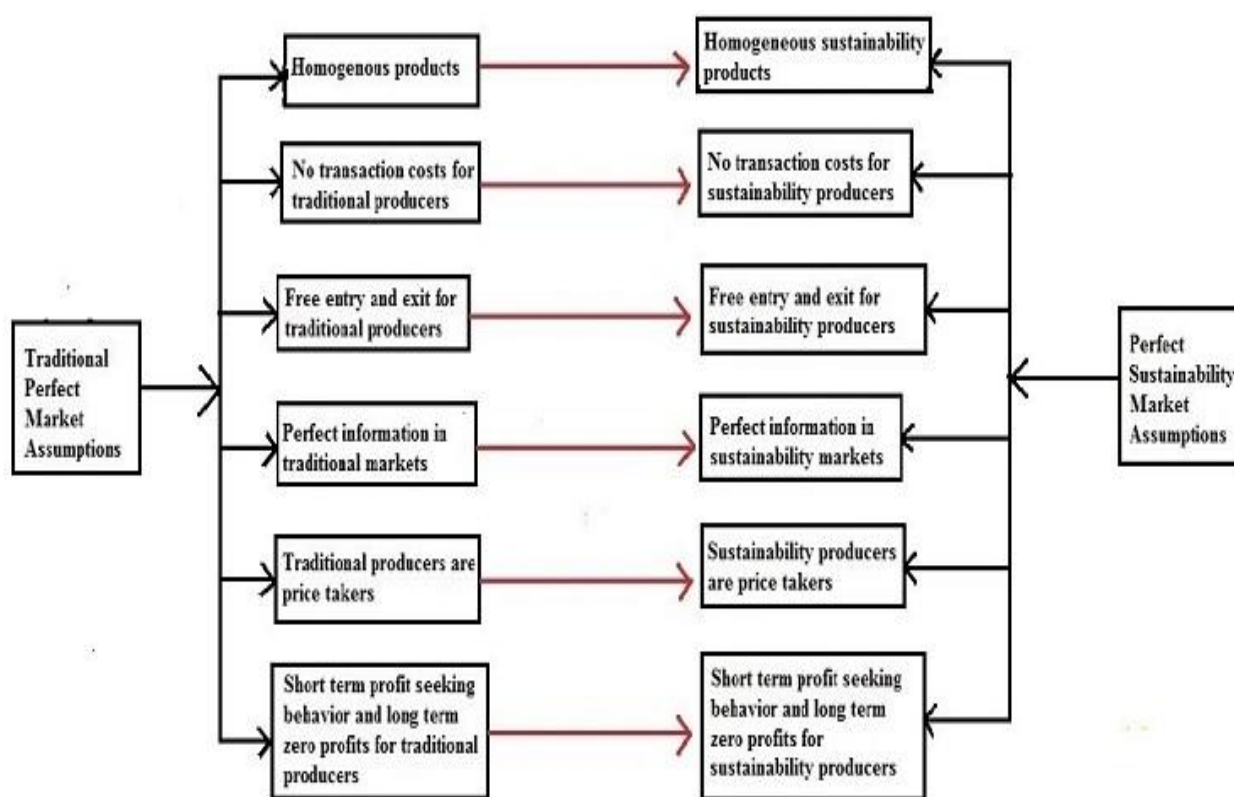 Homogenous products
Homogeneous sustainability
products
No transaction costs for
traditional producers
No transaction costs for
sustainability producers
Free entry and exit for
traditional producers
Free entry and exit for
sustainability producers
Traditional
Perfect
Market
Assumptions
Perfect
Sustainability
Market
Assumptions
Perfect information in
traditional markets
Perfect information in
sustainability markets
Traditional producers are
price takers
Sustainability producers
are price takers
Short term profit seeking
behavior and long term
zero profits for traditional
producers
Short term profit seeking
behavior and long term
zero profits for
sustainability producers